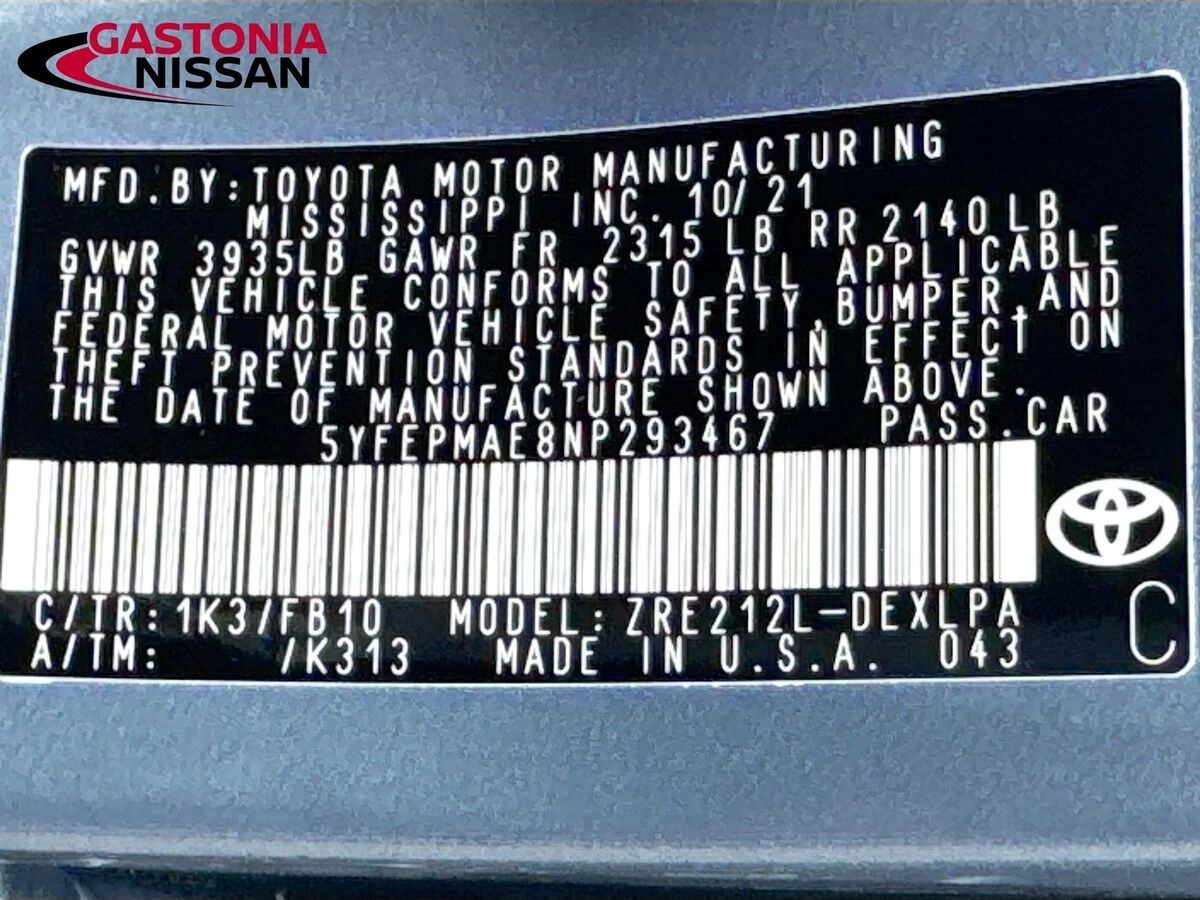 GASTONIA
NISSAN
MFD.BY:TOYOTA MOTOR MANUFACTURING
MISSISSIPPI INC. 10/21
GVWR 3935LB GAWR FR 2315 LB RR 2140 LB
THIS VEHICLE CONFORMS TO ALL APPLICABLE
FEDERAL MOTOR VEHICLE SAFETY,BUMPER,AND
THEFT PREVENTION STANDARDS IN EFFECT ON
THE DATE OF MANUFACTURE SHOWN ABOVE.
5YFEPMAE8NP293467 PASS.CAR
C/TR:1K3/FB10 MODEL:ZRE212L-DEXLPA
A/TM: /K313 MADE IN U.S.A. 043
C